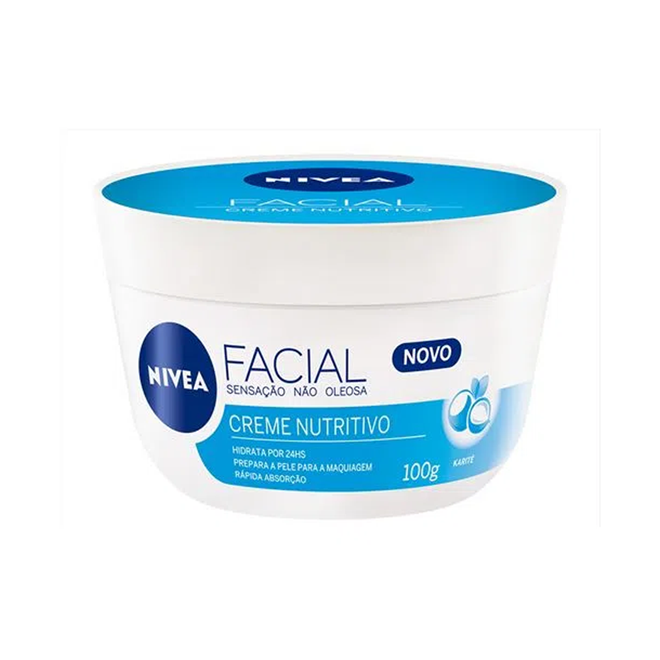 NIVEA
FACIAL
CREME NUTRITIVO
NIVEA
FACIAL
SENSAÇÃO NÃO OLEOSA
NOVO
CREME NUTRITIVO
HIDRATA POR 24HS
PREPARA A PELE PARA A MAQUIAGEM
RÁPIDA ABSORÇÃO
100g
KARITÉ